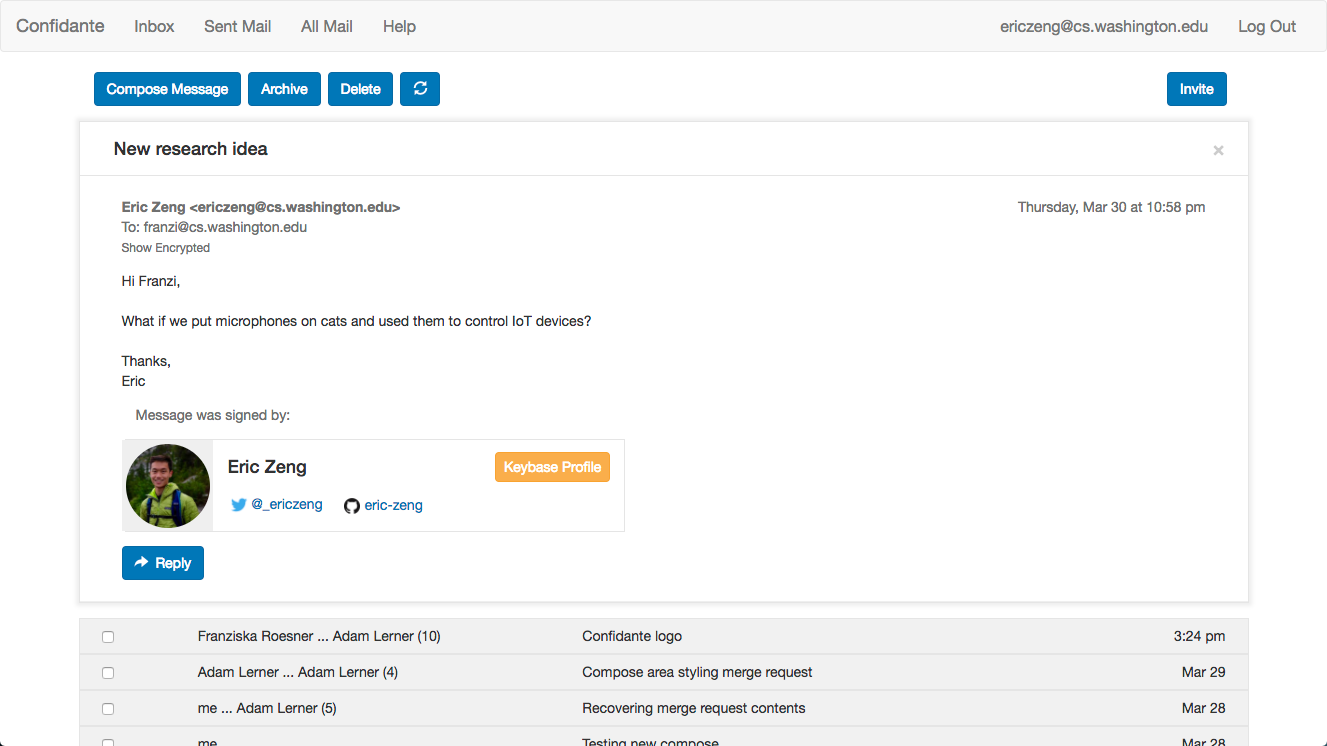 Confidante Inbox Sent Mail All Mail Help ericzeng@cs.washington.edu Log Out
Compose Message Archive Delete Invite
New research idea ×
Eric Zeng <ericzeng@cs.washington.edu> Thursday, Mar 30 at 10:58 pm
To: franzi@cs.washington.edu
Show Encrypted
Hi Franzi,
What if we put microphones on cats and used them to control IoT devices?
Thanks,
Eric
Message was signed by:
Eric Zeng Keybase Profile
@_ericzeng eric-zeng
Reply
Franziska Roesner ... Adam Lerner (10) Confidante logo 3:24 pm
Adam Lerner ... Adam Lerner (4) Compose area styling merge request Mar 29
me ... Adam Lerner (5) Recovering merge request contents Mar 28
me Testing new compose Mar 28